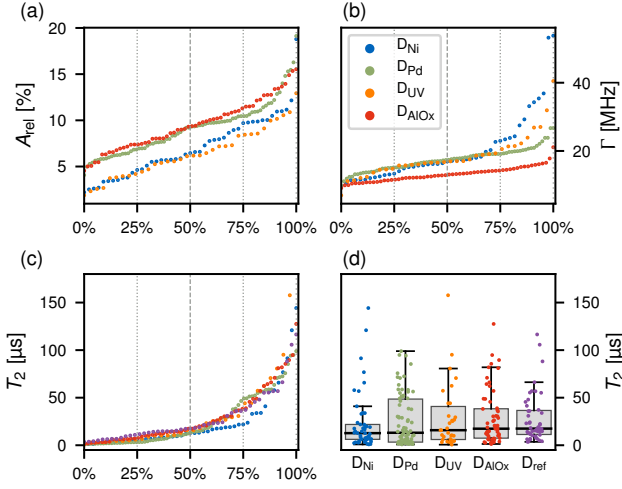 (a)
(b)
20
15
10
5
A_rel [%]
0% 25% 50% 75% 100%
D_Ni
D_Pd
D_UV
D_AlOx
40
20
Γ [MHz]
0% 25% 50% 75% 100%
(c)
(d)
150
100
50
0
T_2 [µs]
0% 25% 50% 75% 100%
150
100
50
0
T_2 [µs]
D_Ni D_Pd D_UV D_AlOx D_ref